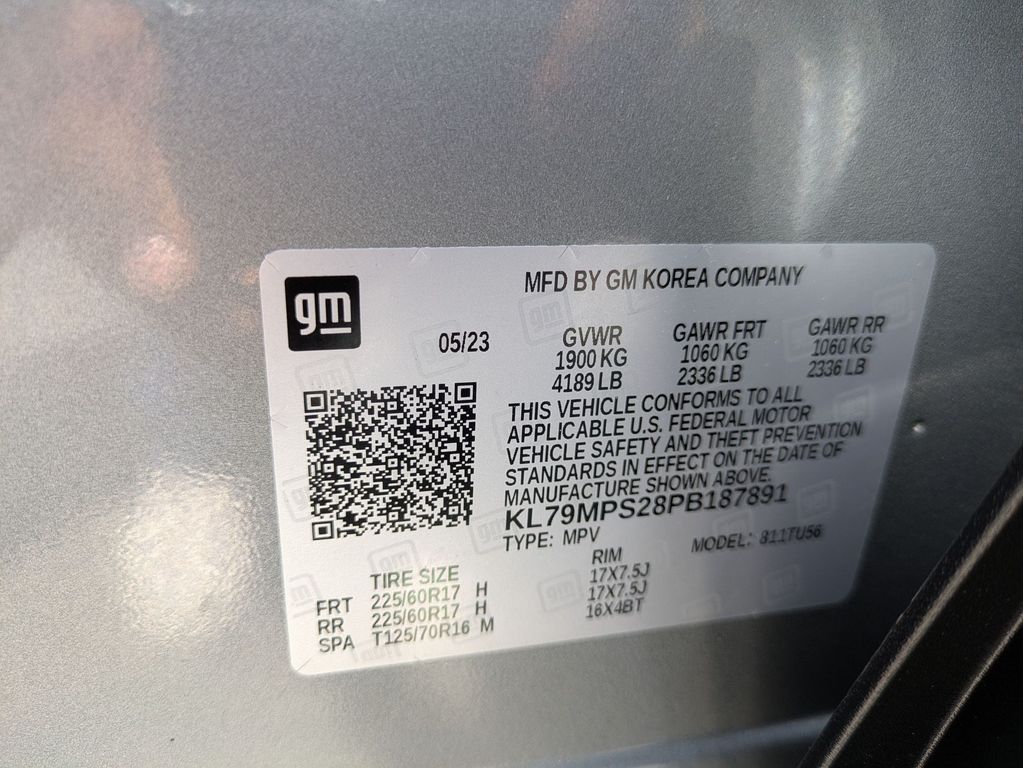 gm
MFD BY GM KOREA COMPANY
05/23 GVWR GAWR FRT GAWR RR
1900 KG 1060 KG 1060 KG
4189 LB 2336 LB 2336 LB
THIS VEHICLE CONFORMS TO ALL
APPLICABLE U.S. FEDERAL MOTOR
VEHICLE SAFETY AND THEFT PREVENTION
STANDARDS IN EFFECT ON THE DATE OF
MANUFACTURE SHOWN ABOVE.
KL79MPS28PB187891
TYPE: MPV MODEL: 811TU56
TIRE SIZE RIM
FRT 225/60R17 H 17X7.5J
RR 225/60R17 H 17X7.5J
SPA T125/70R16 M 16X4BT